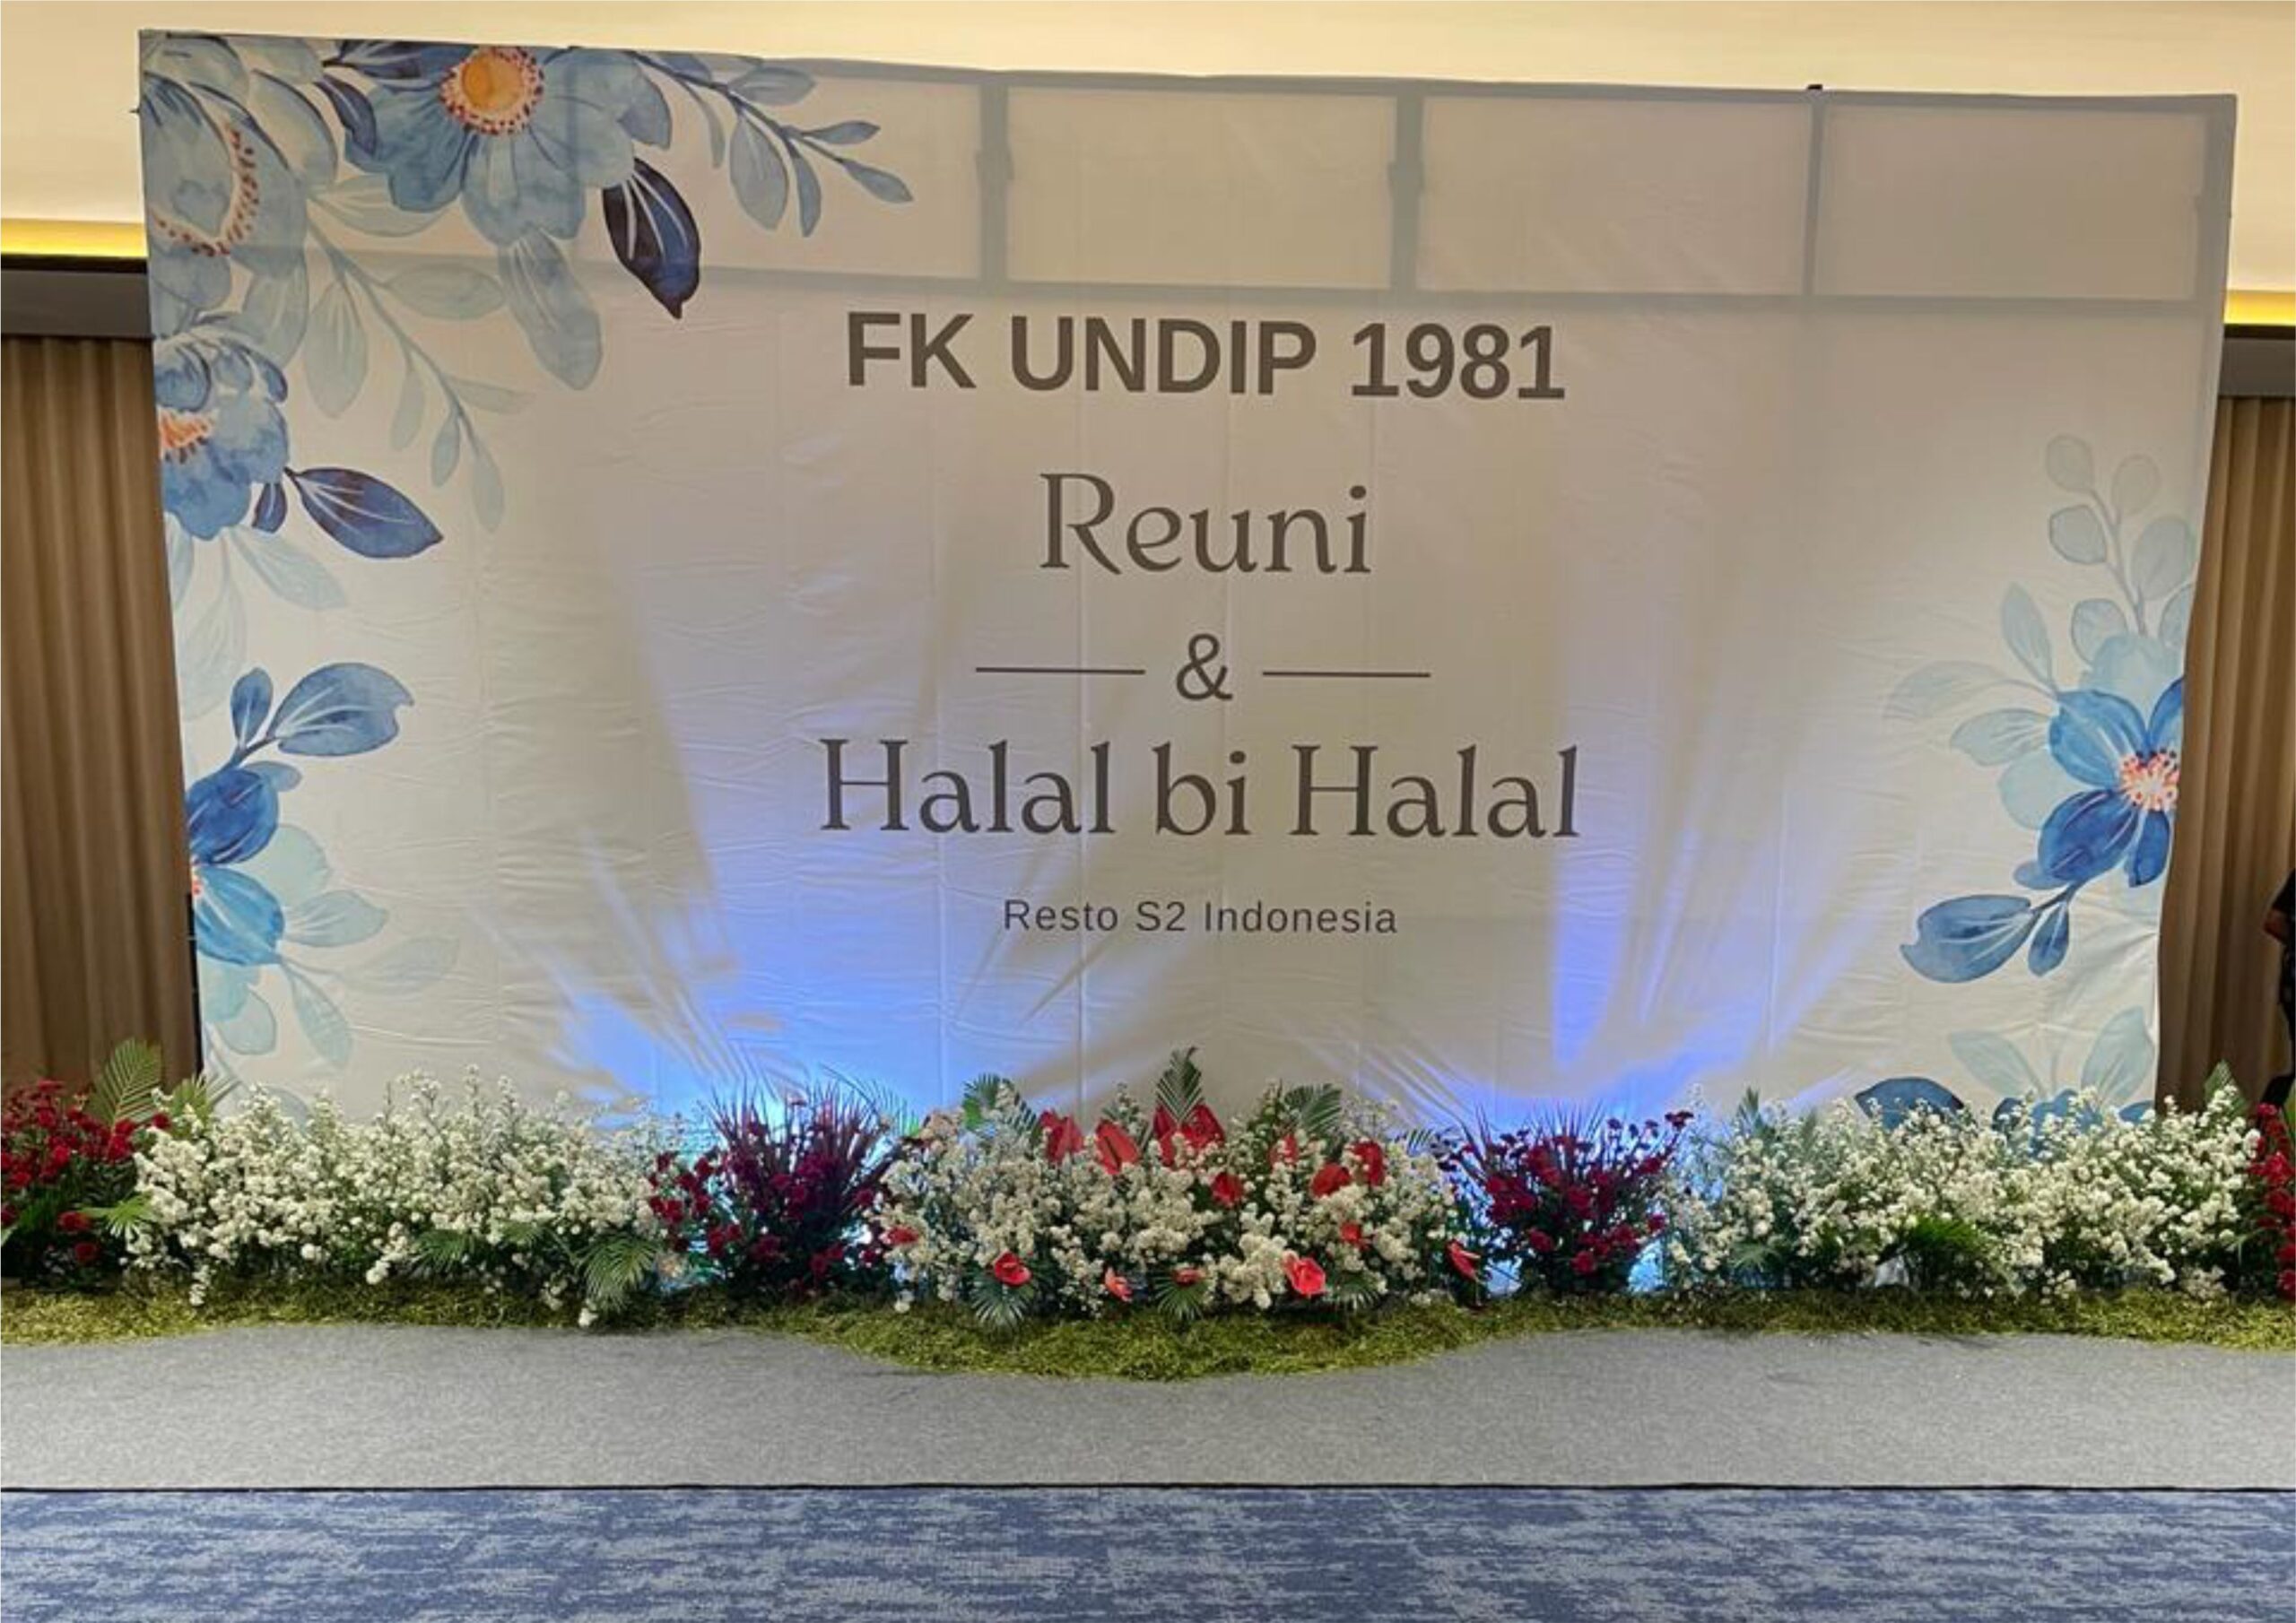 FK UNDIP 1981
Reuni
&
Halal bi Halal
Resto S2 Indonesia